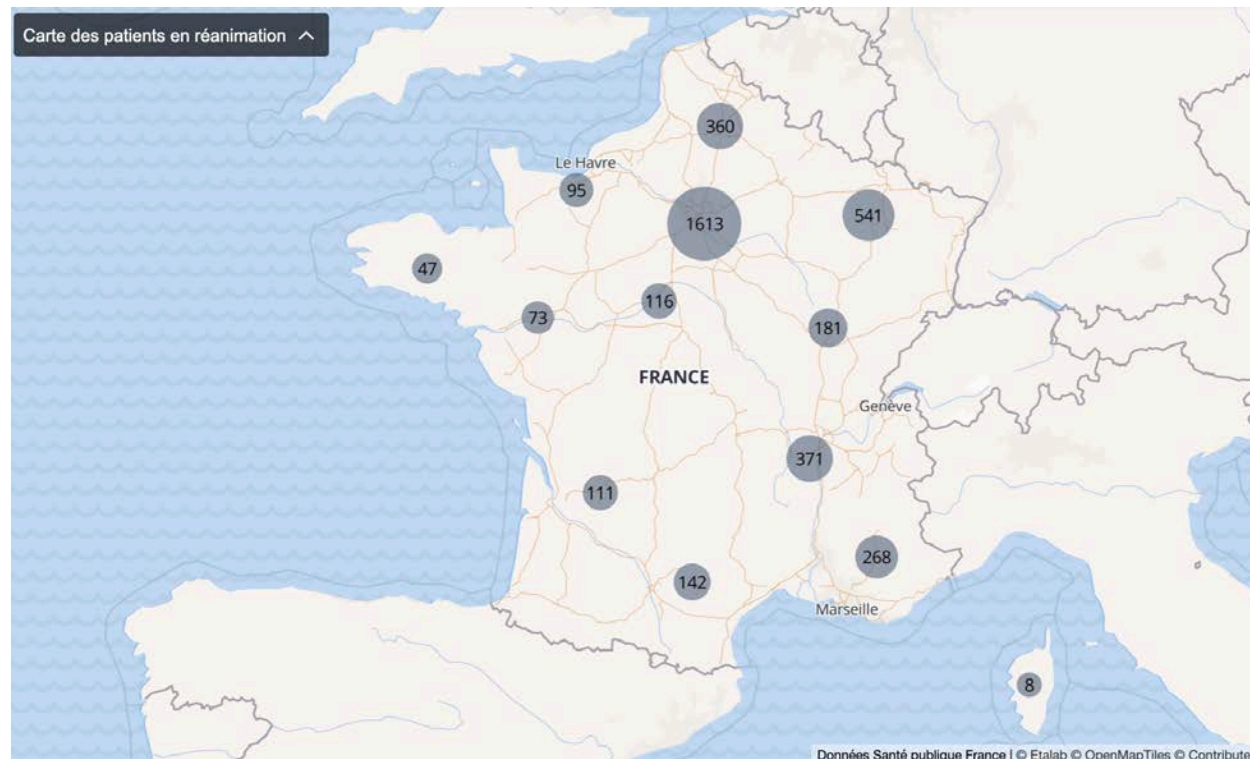 Carte des patients en réanimation
360
Le Havre
95
1613
541
47
116
73
181
FRANCE
Genève
371
111
268
142
Marseille
8
Données Santé publique France | © Etalab © OpenMapTiles © Contribute